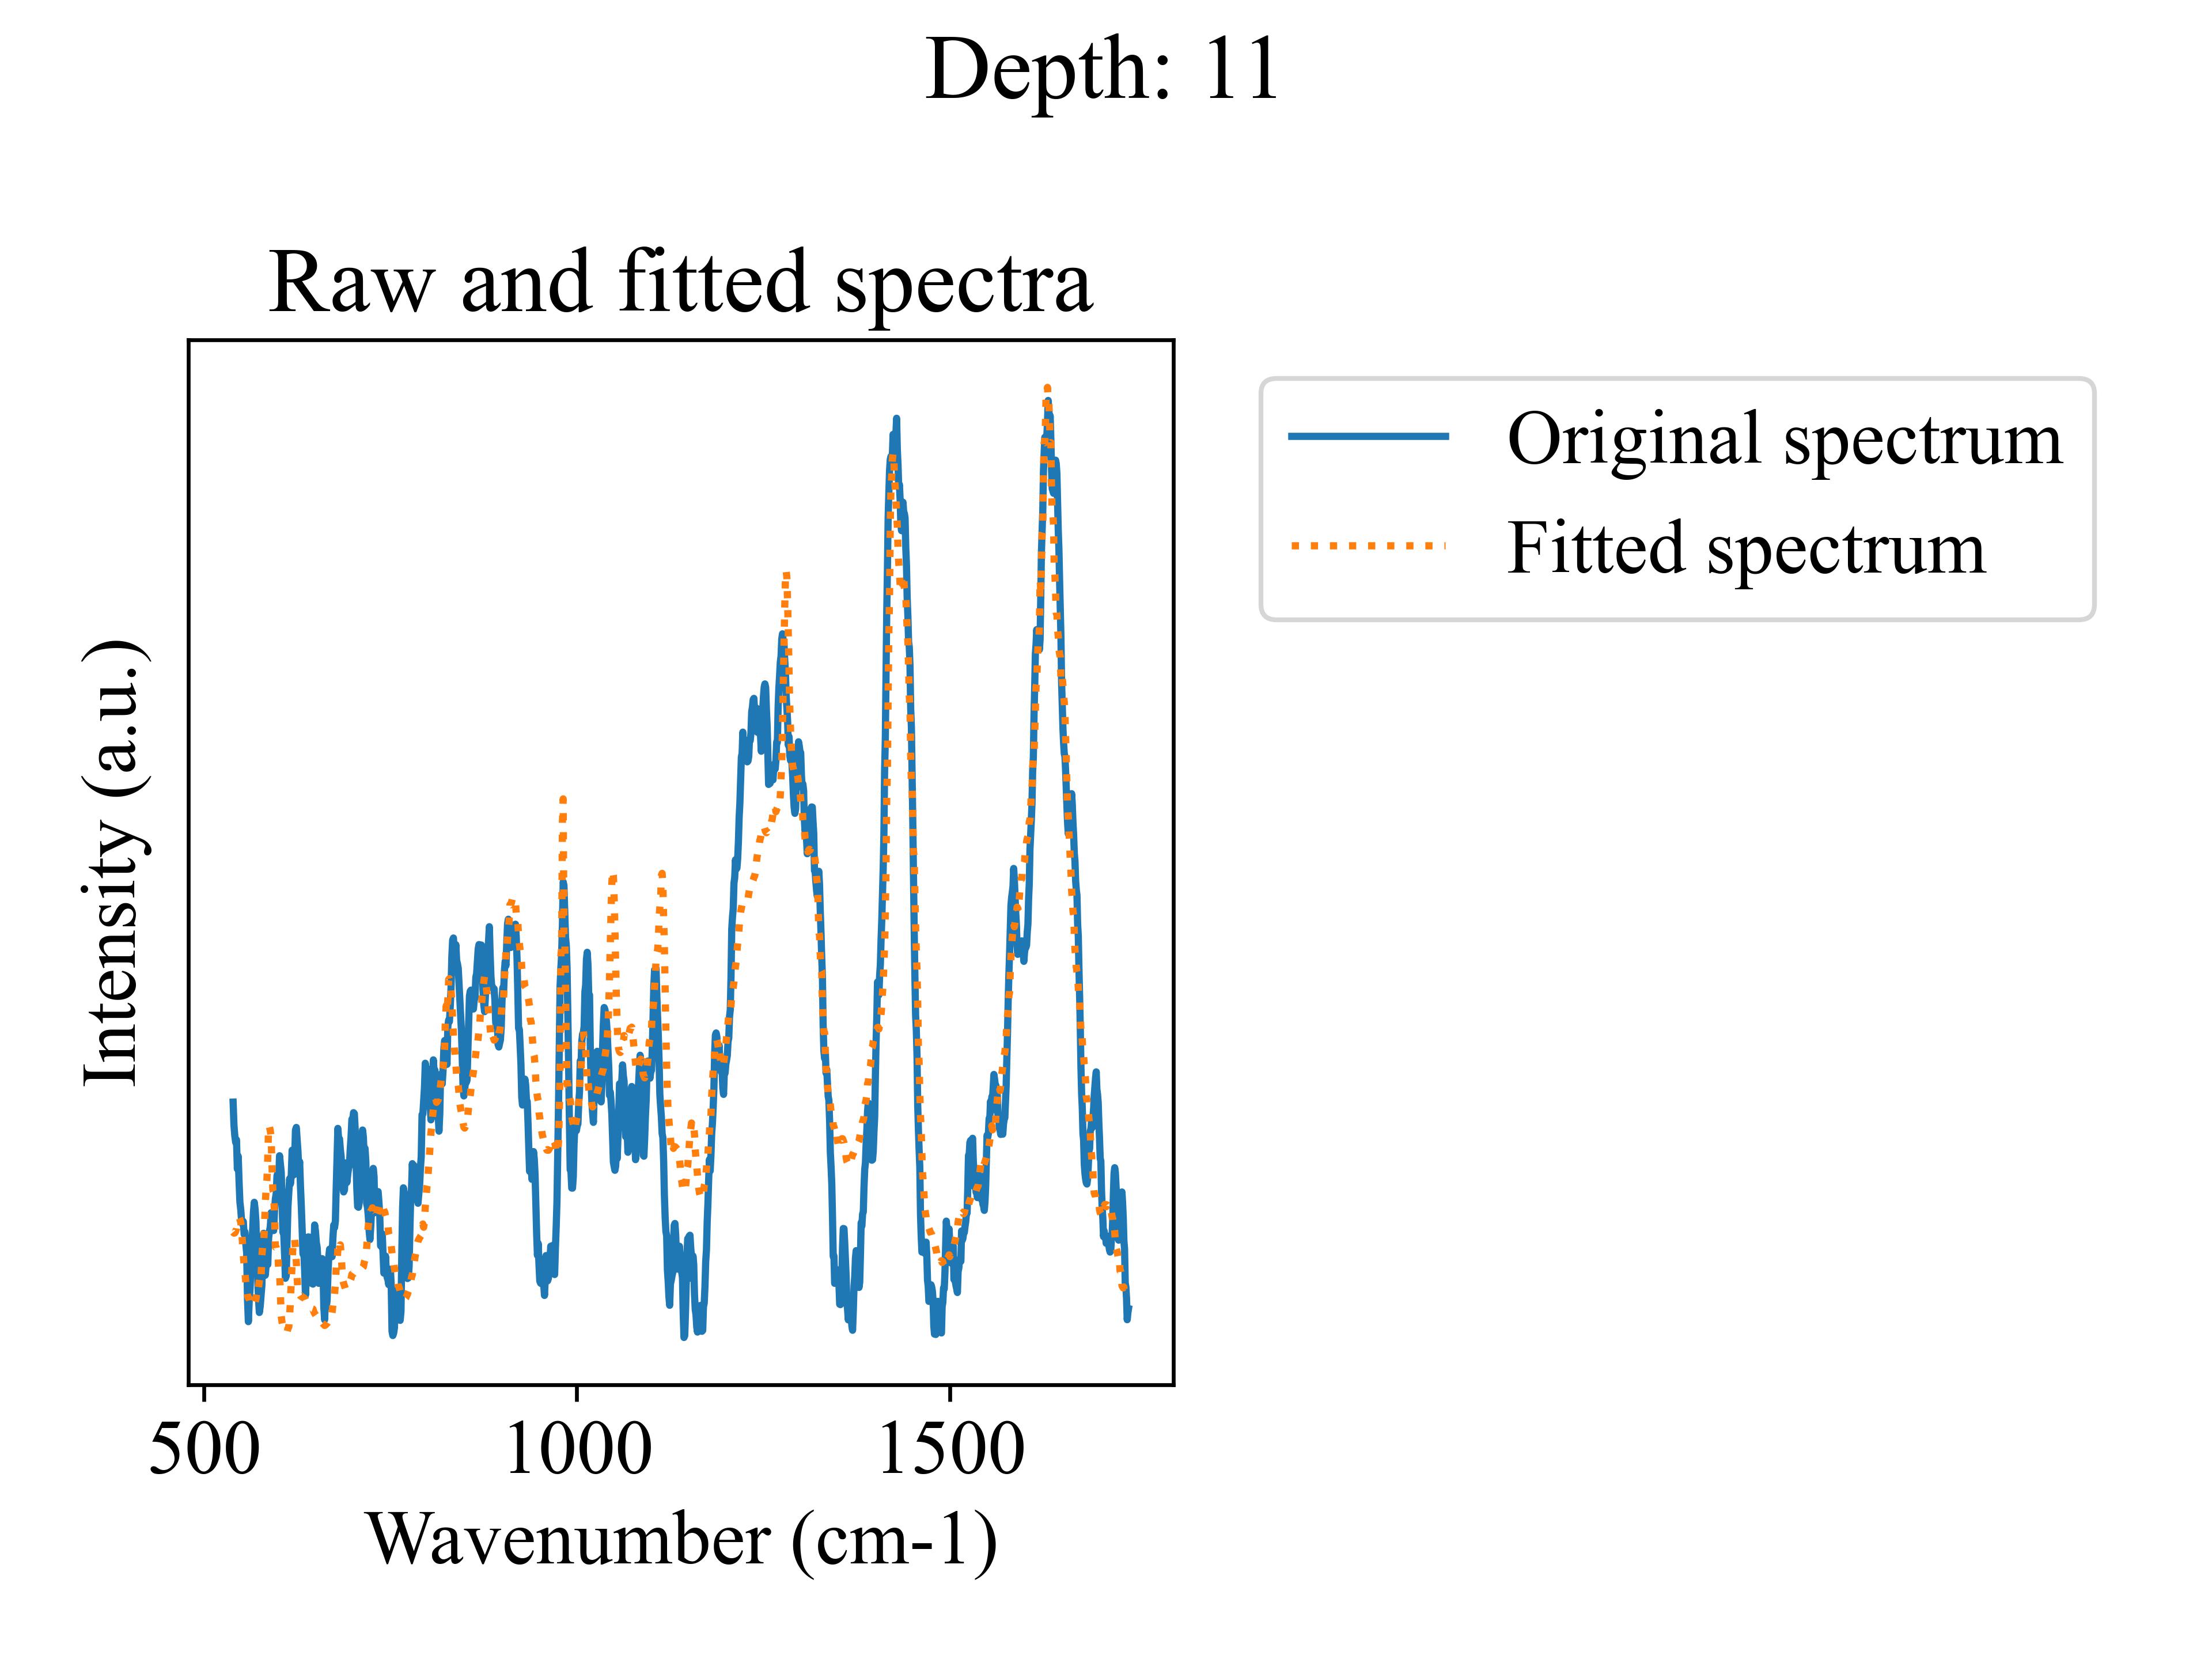 Depth: 11
Raw and fitted spectra
Original spectrum
Fitted spectrum
Intensity (a.u.)
500 1000 1500
Wavenumber (cm-1)